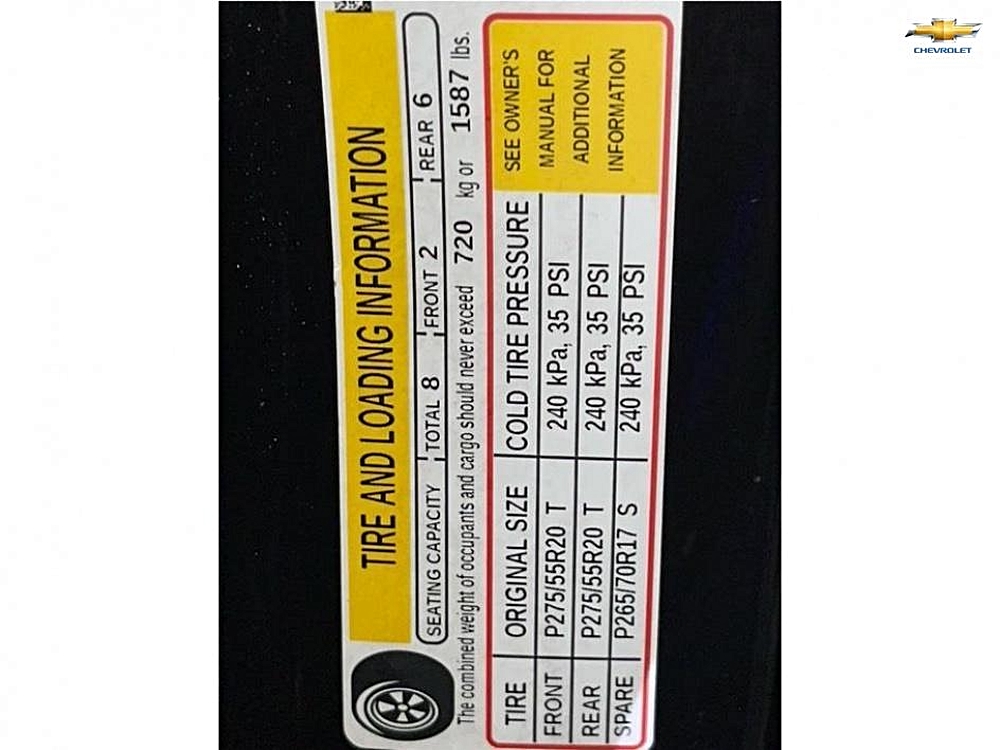 TIRE AND LOADING INFORMATION
SEATING CAPACITY TOTAL 8 FRONT 2 REAR 6
The combined weight of occupants and cargo should never exceed 720 kg or 1587 lbs.
TIRE ORIGINAL SIZE COLD TIRE PRESSURE
FRONT P275/55R20 T 240 kPa, 35 PSI
REAR P275/55R20 T 240 kPa, 35 PSI
SPARE P265/70R17 S 240 kPa, 35 PSI
SEE OWNER'S
MANUAL FOR
ADDITIONAL
INFORMATION
CHEVROLET